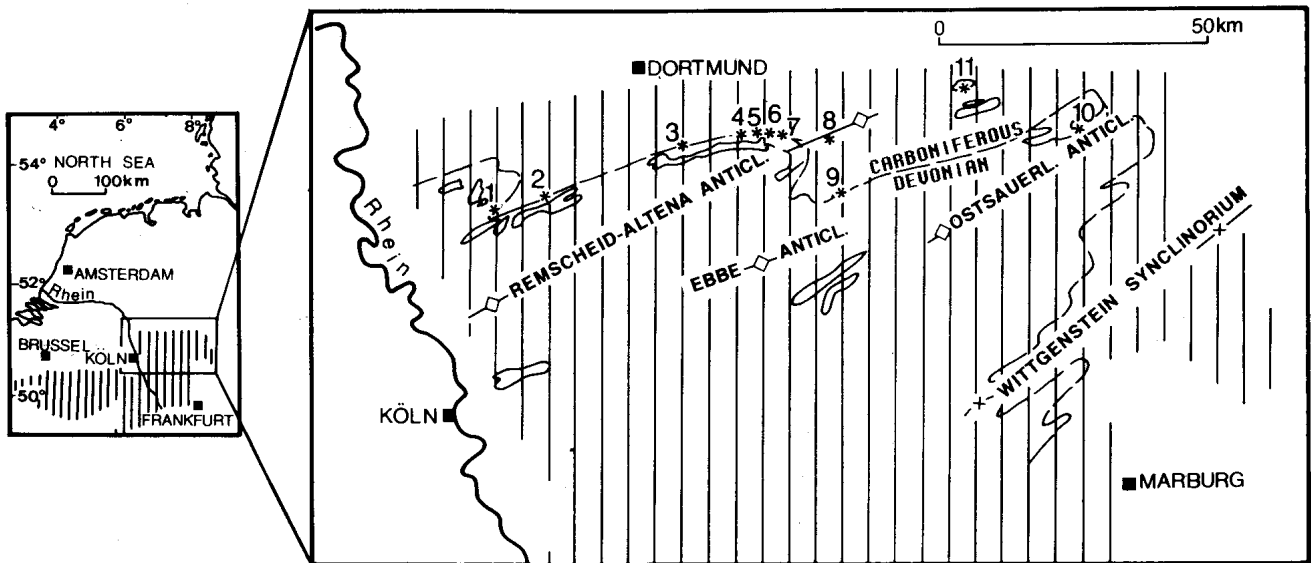 4° 6° 8°
54°
NORTH SEA
0 100km
AMSTERDAM
52°
Rhein
BRUSSEL
KÖLN
50°
FRANKFURT
0 50km
DORTMUND
11
3 4 5 6 7 8
10
1 2
9
CARBONIFEROUS
DEVONIAN
Rhein
REMSCHEID-ALTENA ANTICL.
EBBE ANTICL.
OSTSAUERL. ANTICL.
WITTGENSTEIN SYNCLINORIUM
KÖLN
MARBURG